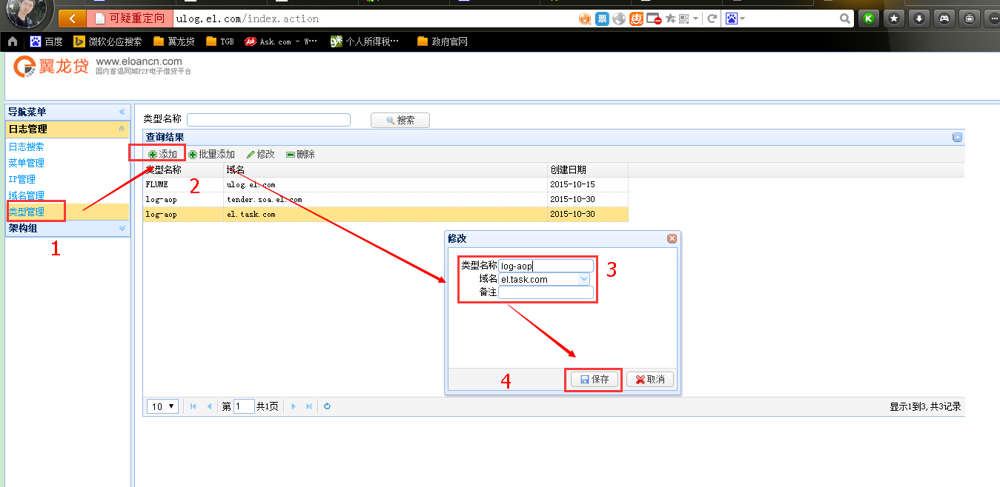 可疑重定向 ulog.el.com/index.action
票 惠 K
百度 微软必应搜索 翼龙贷 TGB Ask.com - W… 个人所得税… 政府官网
翼龙贷 www.eloancn.com
国内首倡同城P2P电子借贷平台
导航菜单
日志管理
日志搜索
菜单管理
IP管理
域名管理
类型管理
架构组
1
类型名称 搜索
查询结果
添加 批量添加 修改 删除
类型名称 域名 创建日期
2
FLUME ulog.el.com 2015-10-15
log-aop tender.soa.el.com 2015-10-30
log-aop el.task.com 2015-10-30
修改
类型名称 log-aop
域名 el.task.com
备注
3
4
保存 取消
10 第 1 共1页 显示1到3, 共3记录